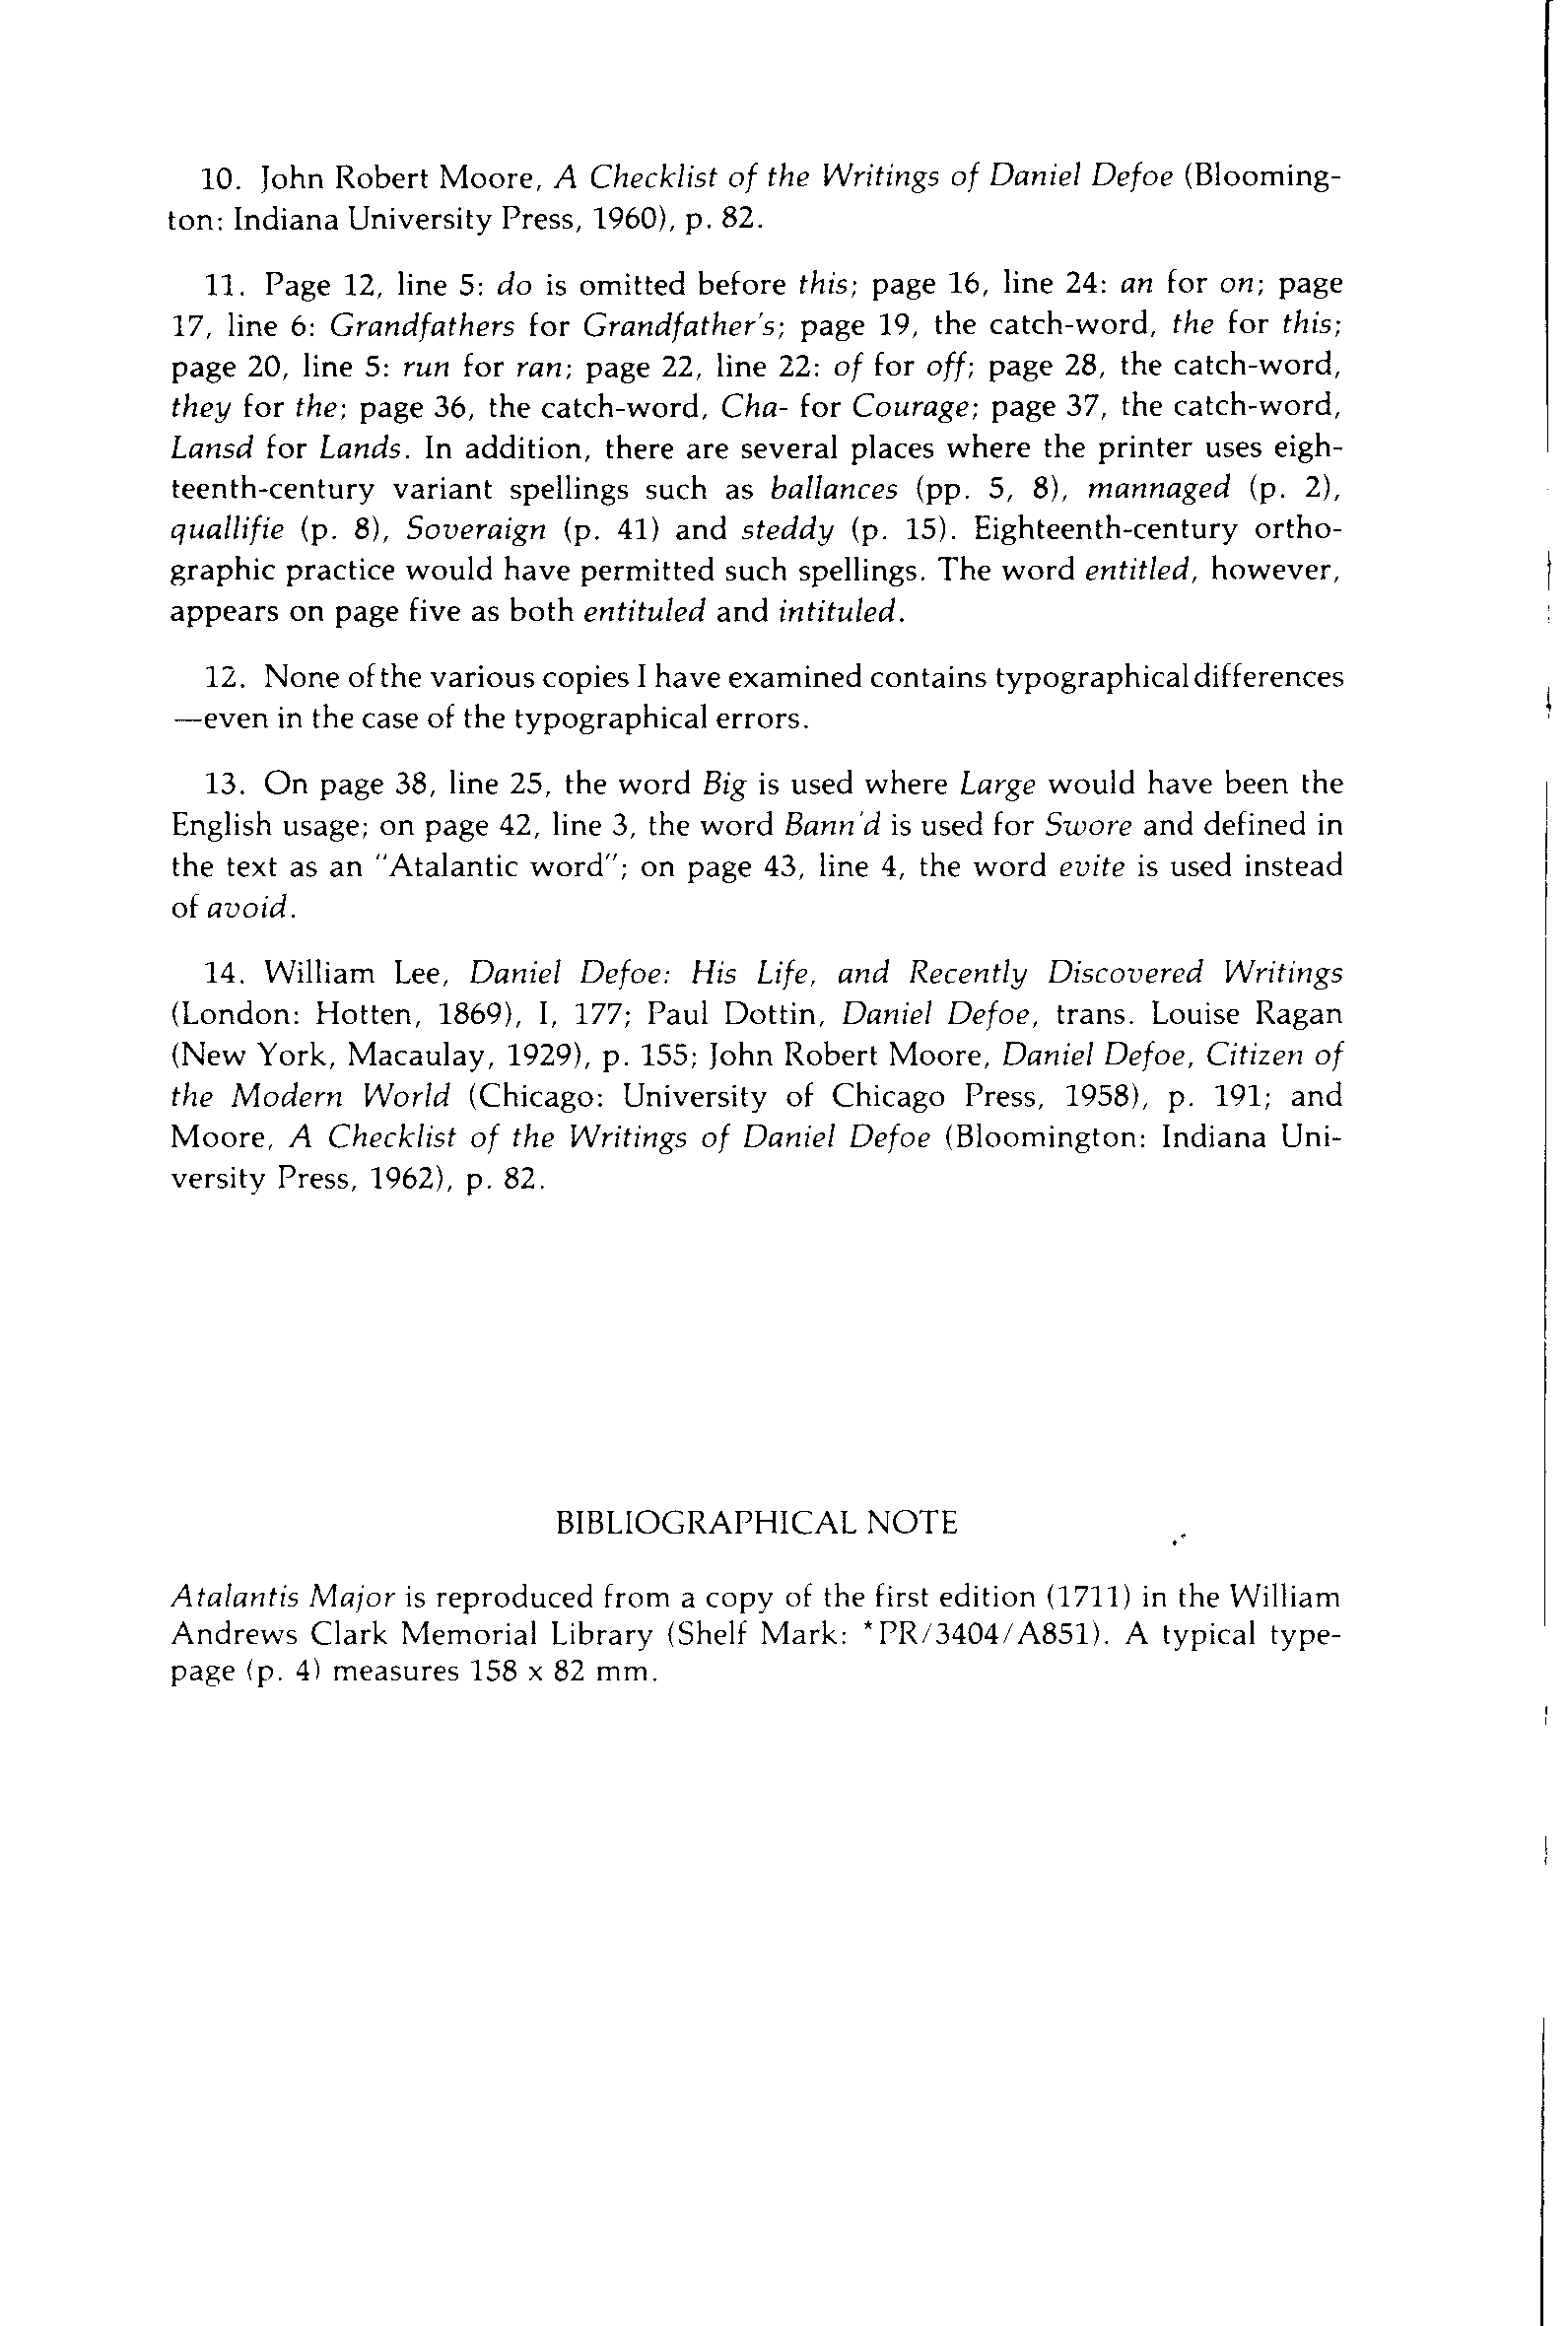 10. John Robert Moore, A Checklist of the Writings of Daniel Defoe (Blooming-
ton: Indiana University Press, 1960), p. 82.
11. Page 12, line 5: do is omitted before this; page 16, line 24: an for on; page
17, line 6: Grandfathers for Grandfather's; page 19, the catch-word, the for this;
page 20, line 5: run for ran; page 22, line 22: of for off; page 28, the catch-word,
they for the; page 36, the catch-word, Cha- for Courage; page 37, the catch-word,
Lansd for Lands. In addition, there are several places where the printer uses eigh-
teenth-century variant spellings such as ballances (pp. 5, 8), mannaged (p. 2),
quallifie (p. 8), Soveraign (p. 41) and steddy (p. 15). Eighteenth-century ortho-
graphic practice would have permitted such spellings. The word entitled, however,
appears on page five as both entituled and intituled.
12. None of the various copies I have examined contains typographical differences
—even in the case of the typographical errors.
13. On page 38, line 25, the word Big is used where Large would have been the
English usage; on page 42, line 3, the word Bann'd is used for Swore and defined in
the text as an "Atalantic word"; on page 43, line 4, the word evite is used instead
of avoid.
14. William Lee, Daniel Defoe: His Life, and Recently Discovered Writings
(London: Hotten, 1869), I, 177; Paul Dottin, Daniel Defoe, trans. Louise Ragan
(New York, Macaulay, 1929), p. 155; John Robert Moore, Daniel Defoe, Citizen of
the Modern World (Chicago: University of Chicago Press, 1958), p. 191; and
Moore, A Checklist of the Writings of Daniel Defoe (Bloomington: Indiana Uni-
versity Press, 1962), p. 82.
BIBLIOGRAPHICAL NOTE
Atalantis Major is reproduced from a copy of the first edition (1711) in the William
Andrews Clark Memorial Library (Shelf Mark: *PR/3404/A851). A typical type-
page (p. 4) measures 158 x 82 mm.